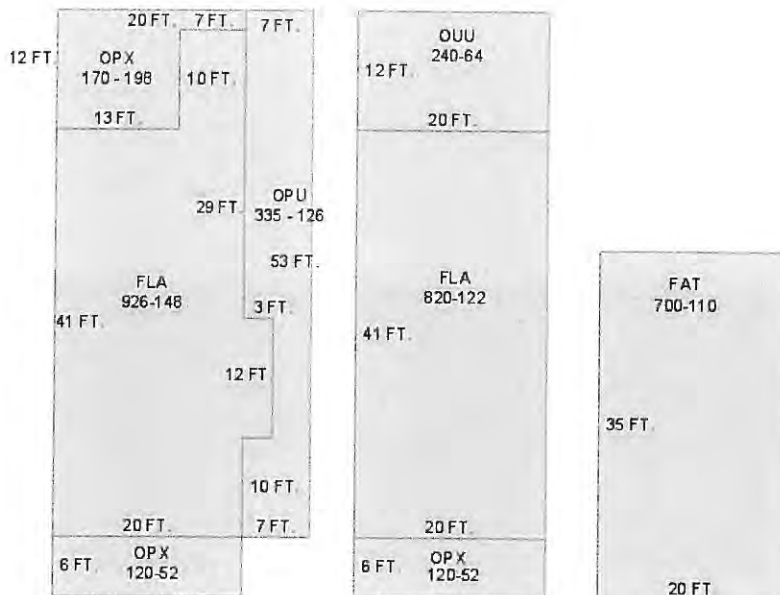 20 FT. 7 FT. 7 FT.
12 FT.
OPX
170 - 198
10 FT.
13 FT.
29 FT.
OPU
335 - 126
53 FT.
FLA
926-148
3 FT.
41 FT.
12 FT
10 FT.
20 FT. 7 FT.
6 FT.
OPX
120-52
OUU
240-64
12 FT.
20 FT.
FLA
820-122
41 FT.
20 FT.
6 FT.
OPX
120-52
FAT
700-110
35 FT.
20 FT